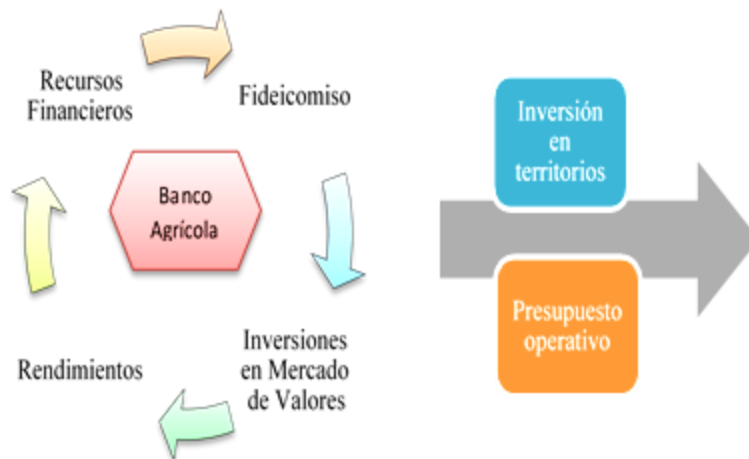 Recursos
Financieros
Fideicomiso
Banco
Agrícola
Inversiones
en Mercado
de Valores
Rendimientos
Inversión
en
territorios
Presupuesto
operativo